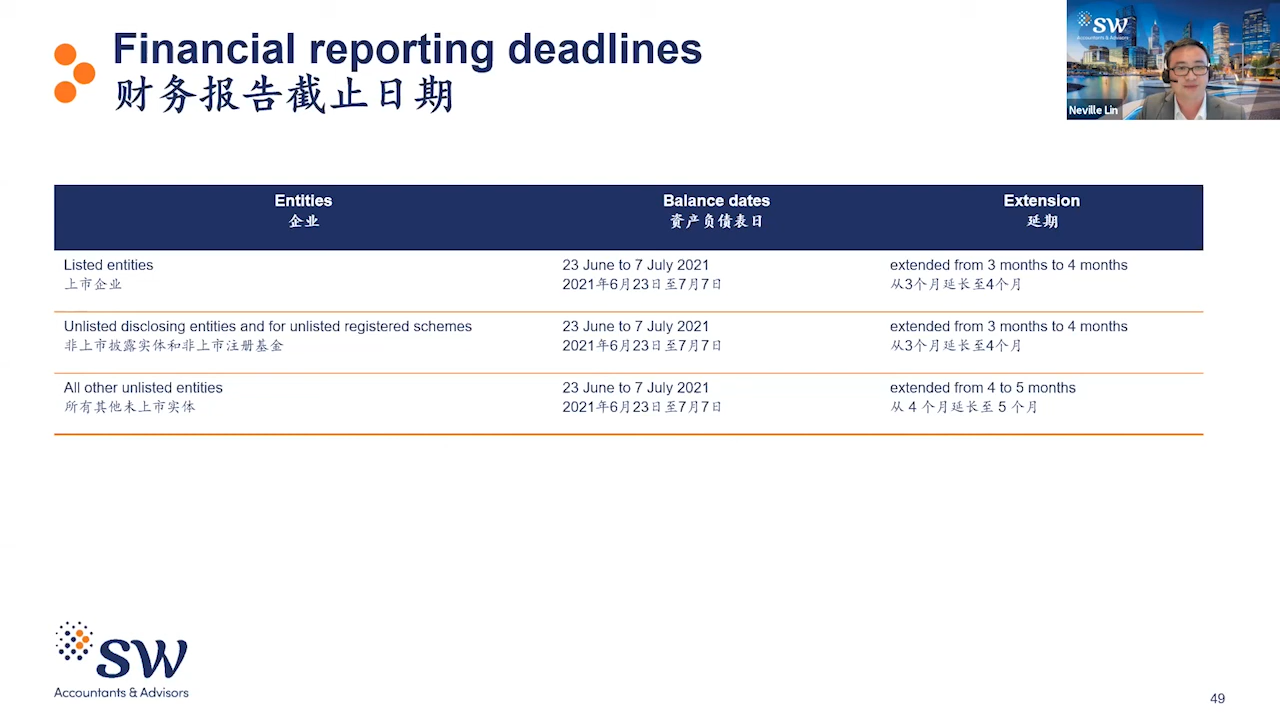 Financial reporting deadlines
财务报告截止日期
SW
Accountants & Advisors
Neville Lin
Entities Balance dates Extension
企业 资产负债表日 延期
Listed entities 23 June to 7 July 2021 extended from 3 months to 4 months
上市企业 2021年6月23日至7月7日 从3个月延长至4个月
Unlisted disclosing entities and for unlisted registered schemes 23 June to 7 July 2021 extended from 3 months to 4 months
非上市披露实体和非上市注册基金 2021年6月23日至7月7日 从3个月延长至4个月
All other unlisted entities 23 June to 7 July 2021 extended from 4 to 5 months
所有其他未上市实体 2021年6月23日至7月7日 从 4 个月延长至 5 个月
SW
Accountants & Advisors
49